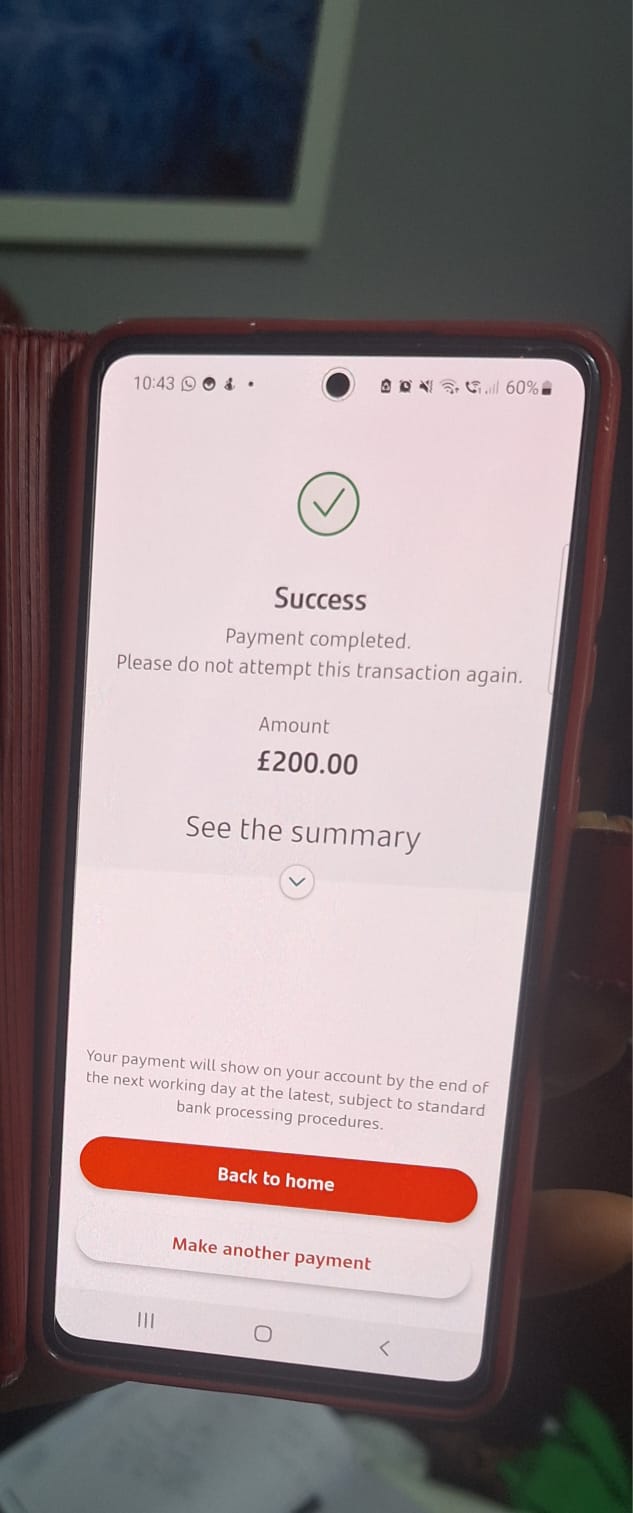 10:43
60%
Success
Payment completed.
Please do not attempt this transaction again.
Amount
£200.00
See the summary
Your payment will show on your account by the end of
the next working day at the latest, subject to standard
bank processing procedures.
Back to home
Make another payment